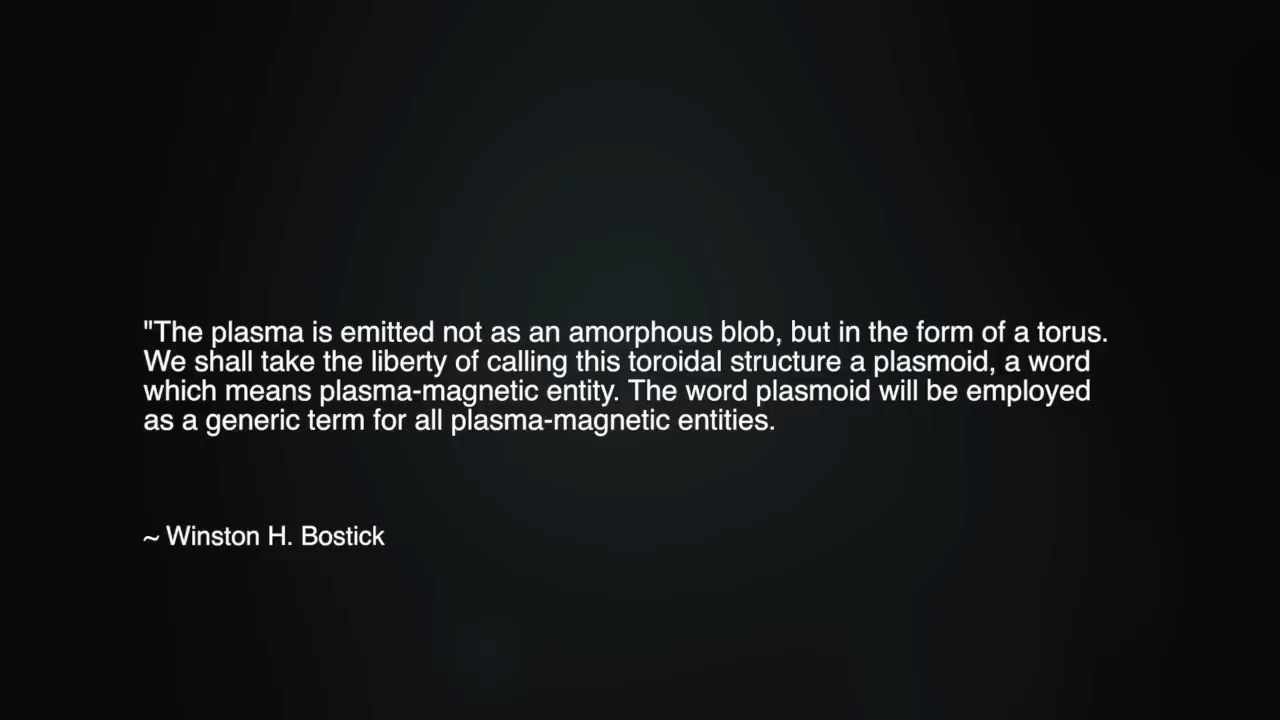 "The plasma is emitted not as an amorphous blob, but in the form of a torus.
We shall take the liberty of calling this toroidal structure a plasmoid, a word
which means plasma-magnetic entity. The word plasmoid will be employed
as a generic term for all plasma-magnetic entities.
~ Winston H. Bostick